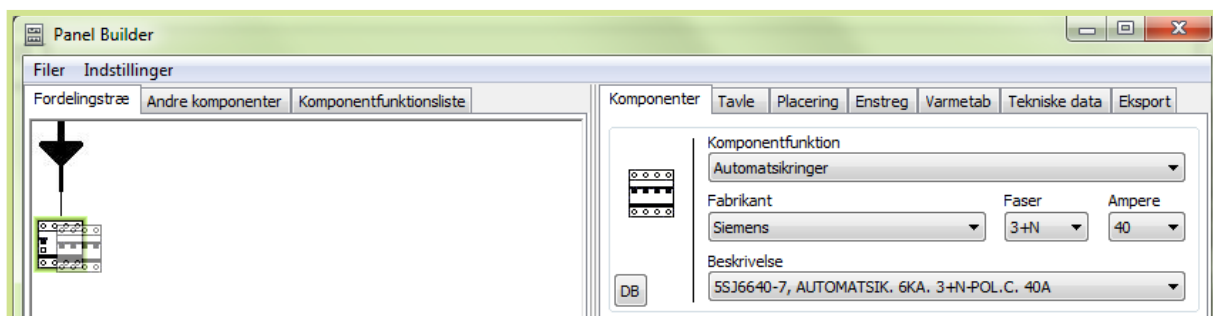 Panel Builder
Filer Indstillinger
Fordelingstræ Andre komponenter Komponentfunktionsliste
Komponenter Tavle Placering Enstreg Varmetab Tekniske data Eksport
Komponentfunktion
Automatsikringer
Fabrikant Faser Ampere
Siemens 3+N 40
Beskrivelse
DB 5SJ6640-7, AUTOMATSIK. 6KA. 3+N-POL.C. 40A